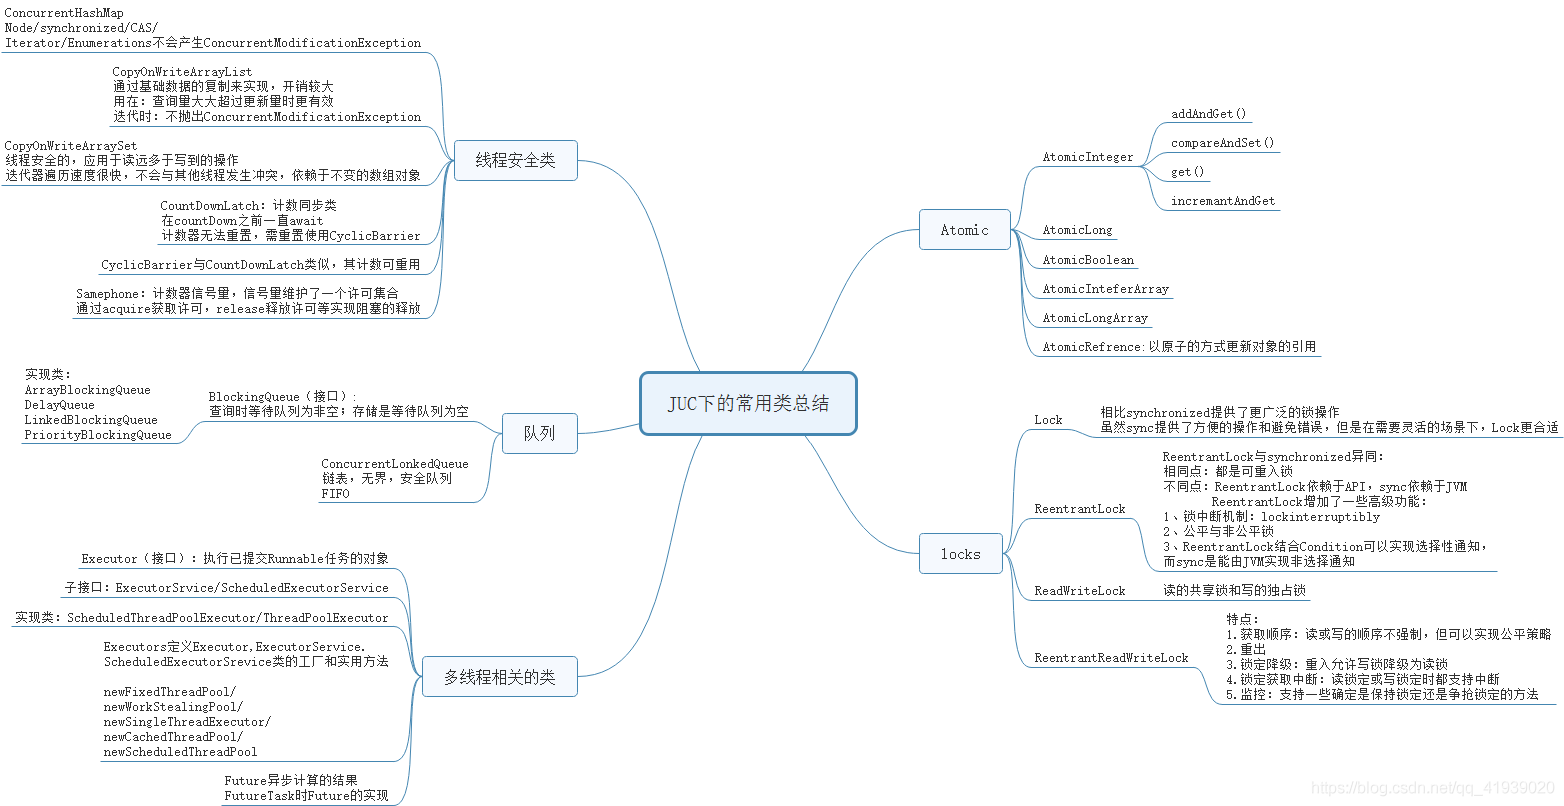 JUC下的常用类总结
线程安全类
ConcurrentHashMap
Node/synchronized/CAS/
Iterator/Enumerations不会产生ConcurrentModificationException
CopyOnWriteArrayList
通过基础数据的复制来实现，开销较大
用在：查询量大大超过更新量时更有效
迭代时：不抛出ConcurrentModificationException
CopyOnWriteArraySet
线程安全的，应用于读远多于写到的操作
迭代器遍历速度很快，不会与其他线程发生冲突，依赖于不变的数组对象
CountDownLatch：计数同步类
在countDown之前一直await
计数器无法重置，需重置使用CyclicBarrier
CyclicBarrier与CountDownLatch类似，其计数可重用
Samephone：计数器信号量，信号量维护了一个许可集合
通过acquire获取许可，release释放许可等实现阻塞的释放
队列
BlockingQueue（接口）：
查询时等待队列为非空；存储是等待队列为空
实现类：
ArrayBlockingQueue
DelayQueue
LinkedBlockingQueue
PriorityBlockingQueue
ConcurrentLonkedQueue
链表，无界，安全队列
FIFO
多线程相关的类
Executor（接口）：执行已提交Runnable任务的对象
子接口：ExecutorSrvice/ScheduledExecutorService
实现类：ScheduledThreadPoolExecutor/ThreadPoolExecutor
Executors定义Executor,ExecutorService.
ScheduledExecutorSrevice类的工厂和实用方法
newFixedThreadPool/
newWorkStealingPool/
newSingleThreadExecutor/
newCachedThreadPool/
newScheduledThreadPool
Future异步计算的结果
FutureTask时Future的实现
Atomic
AtomicInteger
addAndGet()
compareAndSet()
get()
incremantAndGet
AtomicLong
AtomicBoolean
AtomicInteferArray
AtomicLongArray
AtomicRefrence:以原子的方式更新对象的引用
locks
Lock
相比synchronized提供了更广泛的锁操作
虽然sync提供了方便的操作和避免错误，但是在需要灵活的场景下，Lock更合适
ReentrantLock
ReentrantLock与synchronized异同：
相同点：都是可重入锁
不同点：ReentrantLock依赖于API，sync依赖于JVM
ReentrantLock增加了一些高级功能：
1、锁中断机制：lockinterruptibly
2、公平与非公平锁
3、ReentrantLock结合Condition可以实现选择性通知，
而sync是能由JVM实现非选择通知
ReadWriteLock
读的共享锁和写的独占锁
ReentrantReadWriteLock
特点：
1.获取顺序：读或写的顺序不强制，但可以实现公平策略
2.重出
3.锁定降级：重入允许写锁降级为读锁
4.锁定获取中断：读锁定或写锁定时都支持中断
5.监控：支持一些确定是保持锁定还是争抢锁定的方法
https://blog.csdn.net/qq_41939020